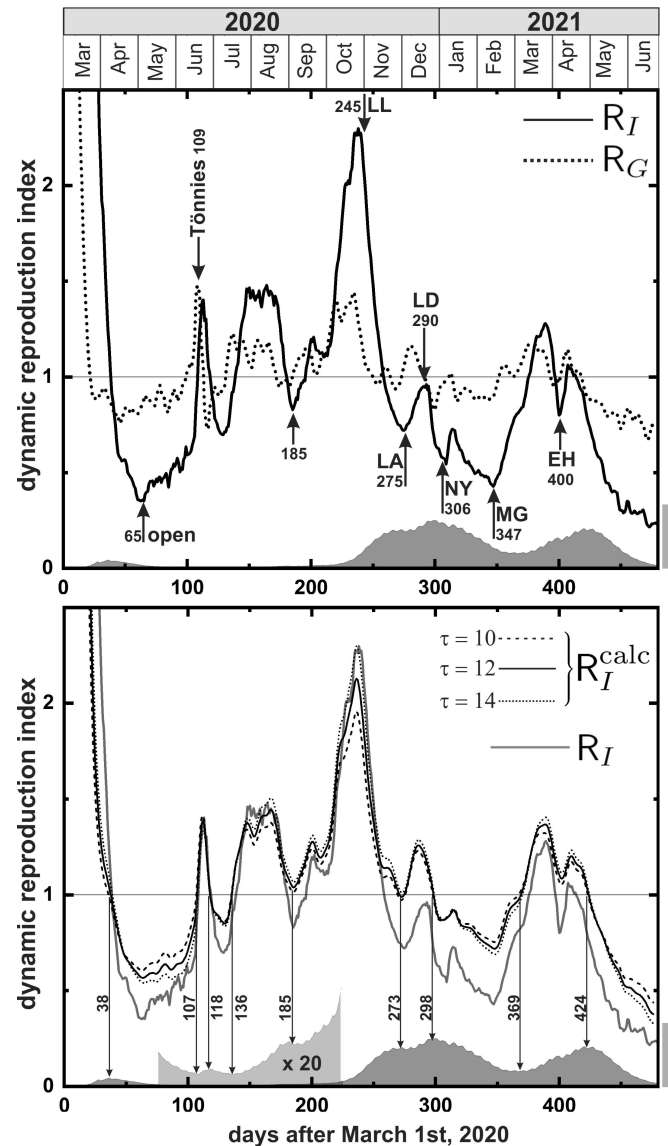 2020 2021
Mar Apr May Jun Jul Aug Sep Oct Nov Dec Jan Feb Mar Apr May Jun
dynamic reproduction index
2
1
0
245 LL
R_I
R_G
Tönnies 109
LD
290
185
LA
275
NY
306
MG
347
EH
400
65 open
0 100 200 300 400
dynamic reproduction index
2
1
0
τ = 10
τ = 12
τ = 14
R_I^calc
R_I
38 107 118 136 185 273 298 369 424
x 20
0 100 200 300 400
days after March 1st, 2020